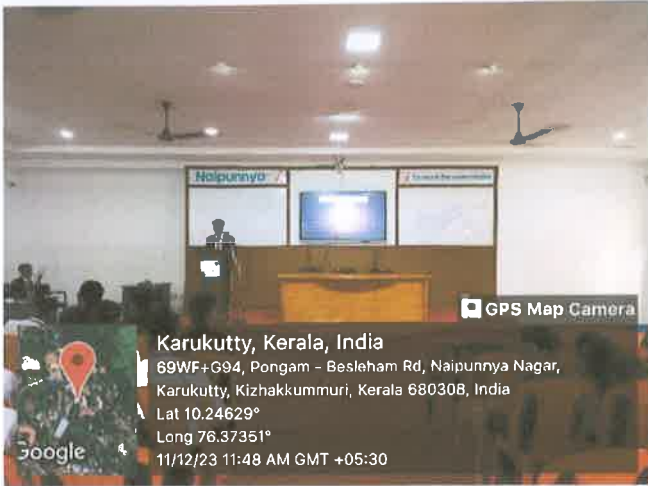 Naipunnya
GPS Map Camera
Karukutty, Kerala, India
69WF+G94, Pongam - Besleham Rd, Naipunnya Nagar,
Karukutty, Kizhakkummuri, Kerala 680308, India
Lat 10.24629°
Long 76.37351°
11/12/23 11:48 AM GMT +05:30
Google